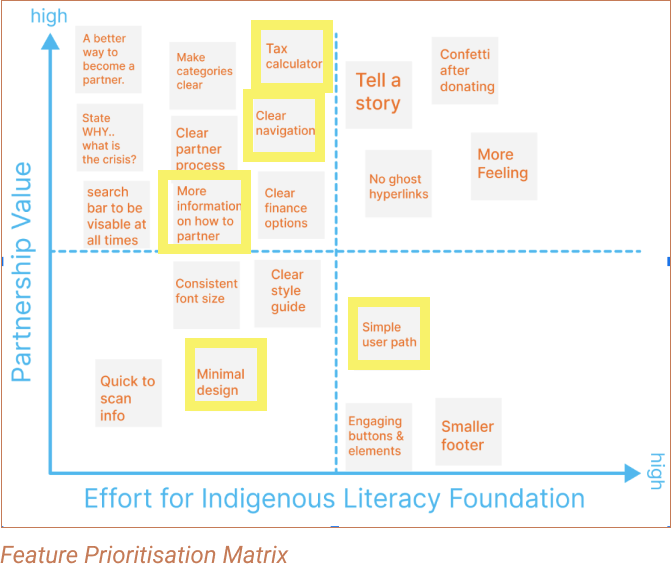 high
A better
way to
become a
partner.
Make
categories
clear
Tax
calculator
Tell a
story
Confetti
after
donating
State
WHY..
what is
the crisis?
Clear
partner
process
Clear
navigation
No ghost
hyperlinks
More
Feeling
search
bar to be
visable at
all times
More
information
on how to
partner
Clear
finance
options
Partnership Value
Consistent
font size
Clear
style
guide
Simple
user path
Quick to
scan
info
Minimal
design
Engaging
buttons &
elements
Smaller
footer
high
Effort for Indigenous Literacy Foundation
Feature Prioritisation Matrix